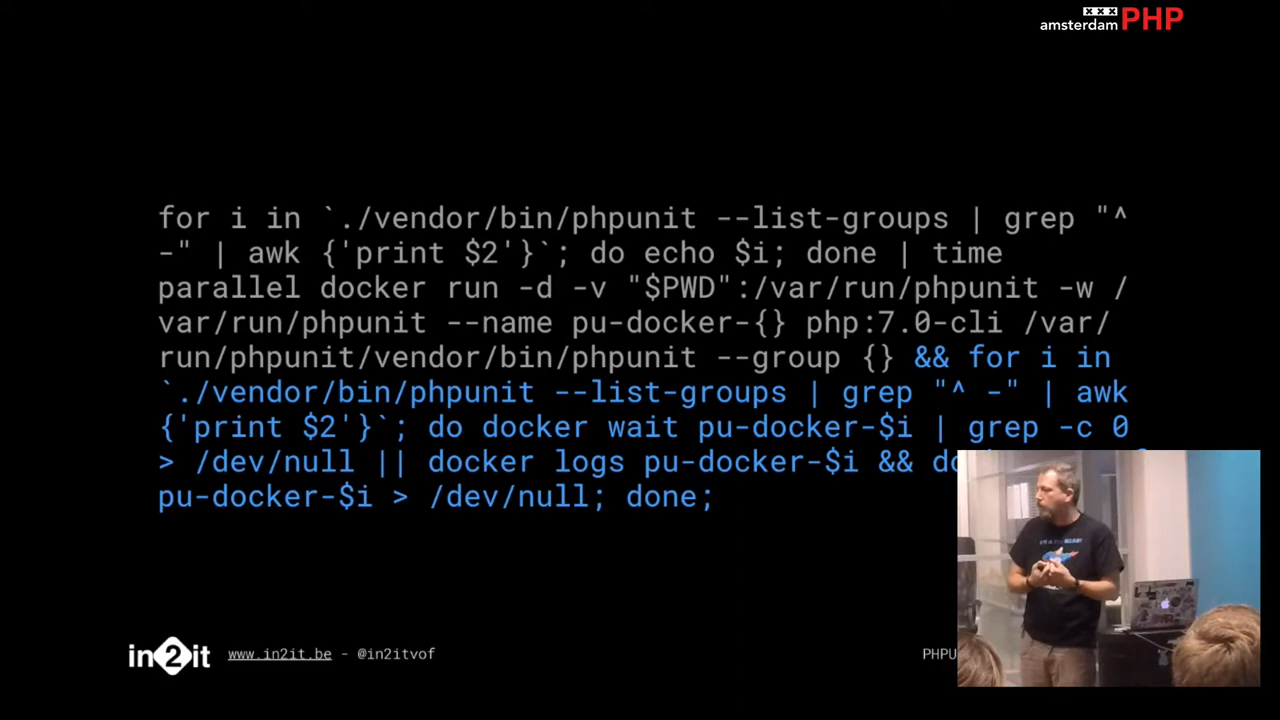 xxx
amsterdamPHP
for i in `./vendor/bin/phpunit --list-groups | grep "^
-" | awk {'print $2'}`; do echo $i; done | time
parallel docker run -d -v "$PWD":/var/run/phpunit -w /
var/run/phpunit --name pu-docker-{} php:7.0-cli /var/
run/phpunit/vendor/bin/phpunit --group {} && for i in
`./vendor/bin/phpunit --list-groups | grep "^ -" | awk
{'print $2'}`; do docker wait pu-docker-$i | grep -c 0
> /dev/null || docker logs pu-docker-$i &&
pu-docker-$i > /dev/null; done;
in2it www.in2it.be - @in2itvof
PHPU